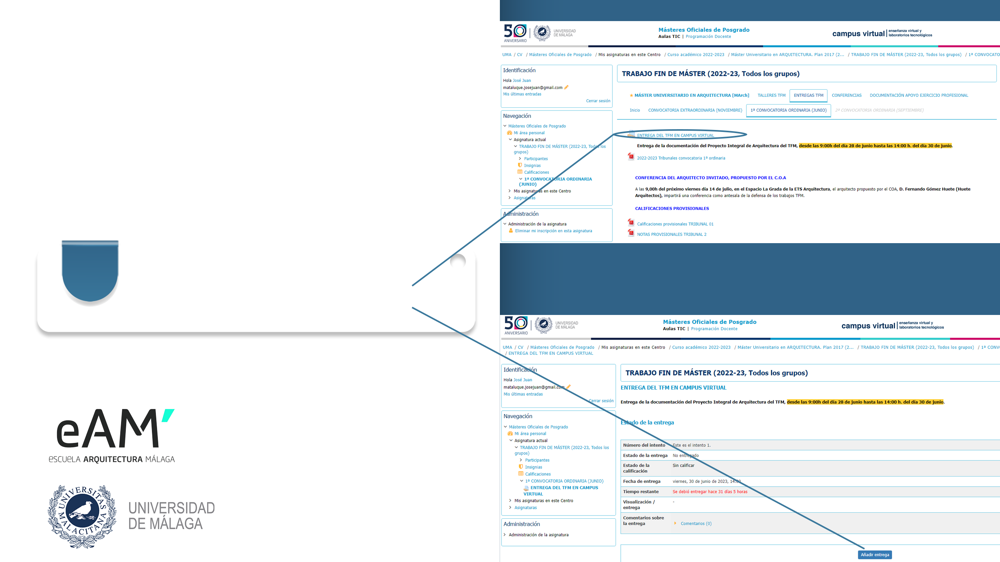 50
ANIVERSARIO
UNIVERSIDAD
DE MÁLAGA
Másteres Oficiales de Posgrado
Aulas TIC | Programación Docente
campus virtual | enseñanza virtual y
laboratorios tecnológicos
UMA / CV / Másteres Oficiales de Posgrado / Mis asignaturas en este Centro / Curso académico 2022-2023 / Máster Universitario en ARQUITECTURA. Plan 2017 (2... / TRABAJO FIN DE MÁSTER (2022-23, Todos los grupos) / 1ª CONVOCATO
Identificación
Hola José Juan
mataluque.josejuan@gmail.com
Mis últimas entradas
Cerrar sesión
Navegación
Másteres Oficiales de Posgrado
Mi área personal
Asignatura actual
TRABAJO FIN DE MÁSTER (2022-23, Todos los
grupos)
Participantes
Insignias
Calificaciones
1ª CONVOCATORIA ORDINARIA
(JUNIO)
Mis asignaturas en este Centro
Asignaturas
Administración
Administración de la asignatura
Eliminar mi inscripción en esta asignatura
TRABAJO FIN DE MÁSTER (2022-23, Todos los grupos)
MÁSTER UNIVERSITARIO EN ARQUITECTURA [MArch] TALLERES TFM ENTREGAS TFM CONFERENCIAS DOCUMENTACIÓN APOYO EJERCICIO PROFESIONAL
Inicio CONVOCATORIA EXTRAORDINARIA (NOVIEMBRE) 1ª CONVOCATORIA ORDINARIA (JUNIO) 2ª CONVOCATORIA ORDINARIA (SEPTIEMBRE)
ENTREGA DEL TFM EN CAMPUS VIRTUAL
Entrega de la documentación del Proyecto Integral de Arquitectura del TFM, desde las 9:00h del día 28 de junio hasta las 14:00 h. del día 30 de junio.
2022-2023 Tribunales convocatoria 1ª ordinaria
CONFERENCIA DEL ARQUITECTO INVITADO, PROPUESTO POR EL C.O.A
A las 9,00h del próximo viernes día 14 de julio, en el Espacio La Grada de la ETS Arquitectura, el arquitecto propuesto por el COA, D. Fernando Gómez Huete (Huete
Arquitectos), impartirá una conferencia como antesala de la defensa de los trabajos TFM.
CALIFICACIONES PROVISIONALES
Calificaciones provisionales TRIBUNAL 01
NOTAS PROVISIONALES TRIBUNAL 2
50
ANIVERSARIO
UNIVERSIDAD
DE MÁLAGA
Másteres Oficiales de Posgrado
Aulas TIC | Programación Docente
campus virtual | enseñanza virtual y
laboratorios tecnológicos
UMA / CV / Másteres Oficiales de Posgrado / Mis asignaturas en este Centro / Curso académico 2022-2023 / Máster Universitario en ARQUITECTURA. Plan 2017 (2... / TRABAJO FIN DE MÁSTER (2022-23, Todos los grupos) / 1ª CONV
/ ENTREGA DEL TFM EN CAMPUS VIRTUAL
Identificación
Hola José Juan
mataluque.josejuan@gmail.com
Mis últimas entradas
Cerrar sesión
Navegación
Másteres Oficiales de Posgrado
Mi área personal
Asignatura actual
TRABAJO FIN DE MÁSTER (2022-23, Todos los
grupos)
Participantes
Insignias
Calificaciones
1ª CONVOCATORIA ORDINARIA (JUNIO)
ENTREGA DEL TFM EN CAMPUS
VIRTUAL
Mis asignaturas en este Centro
Asignaturas
Administración
Administración de la asignatura
TRABAJO FIN DE MÁSTER (2022-23, Todos los grupos)
ENTREGA DEL TFM EN CAMPUS VIRTUAL
Entrega de la documentación del Proyecto Integral de Arquitectura del TFM, desde las 9:00h del día 28 de junio hasta las 14:00 h. del día 30 de junio.
Estado de la entrega
Número del intento Este es el intento 1.
Estado de la entrega No entregado
Estado de la
calificación Sin calificar
Fecha de entrega viernes, 30 de junio de 2023, 14:00
Tiempo restante Se debió entregar hace 31 días 5 horas
Visualización /
entrega -
Comentarios sobre
la entrega Comentarios (0)
Añadir entrega
eAM'
escueLA ARQUITECTURA MÁLAGA
UNIVERSITAS
MALACITANA
UNIVERSIDAD
DE MÁLAGA